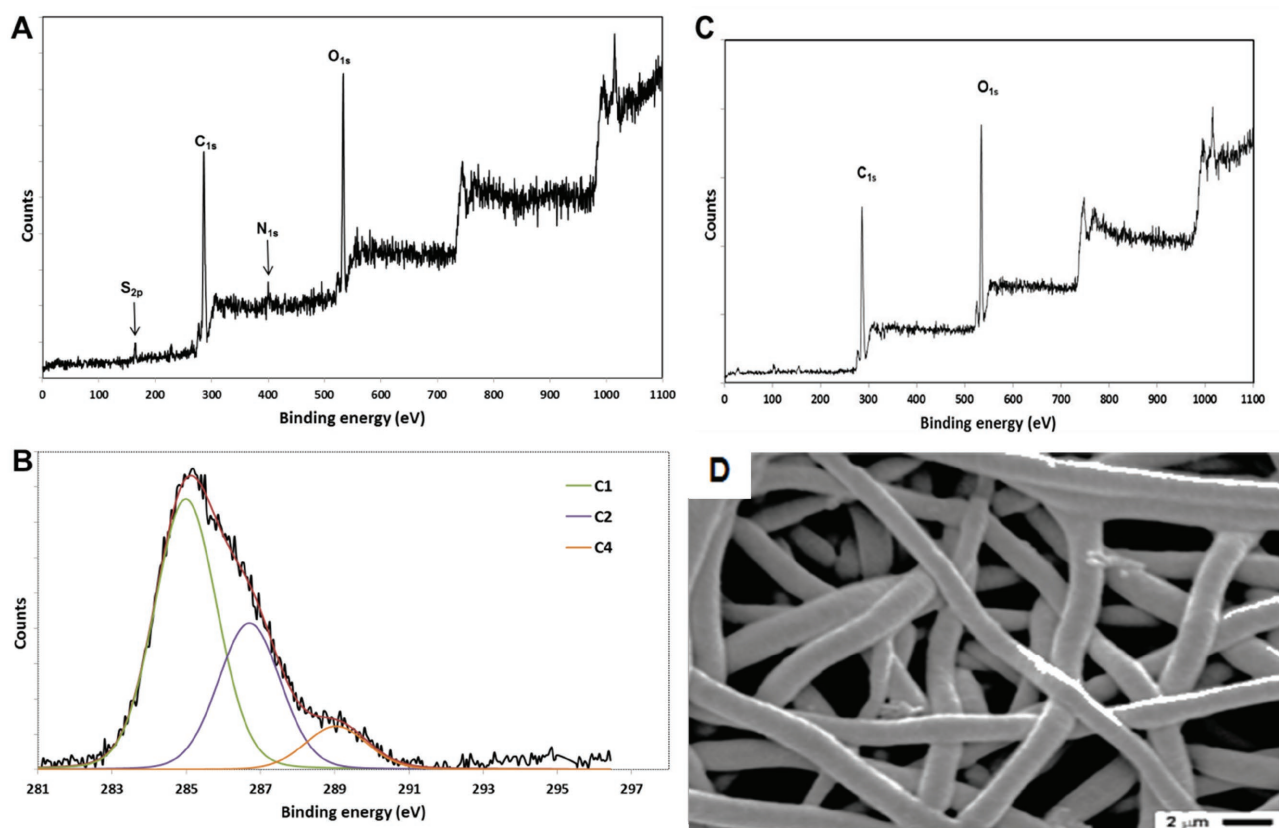 A
Counts
S2p
C1s
N1s
O1s
0 100 200 300 400 500 600 700 800 900 1000 1100
Binding energy (eV)
C
Counts
C1s
O1s
0 100 200 300 400 500 600 700 800 900 1000 1100
Binding energy (eV)
B
Counts
C1
C2
C4
281 283 285 287 289 291 293 295 297
Binding energy (eV)
D
2 µm